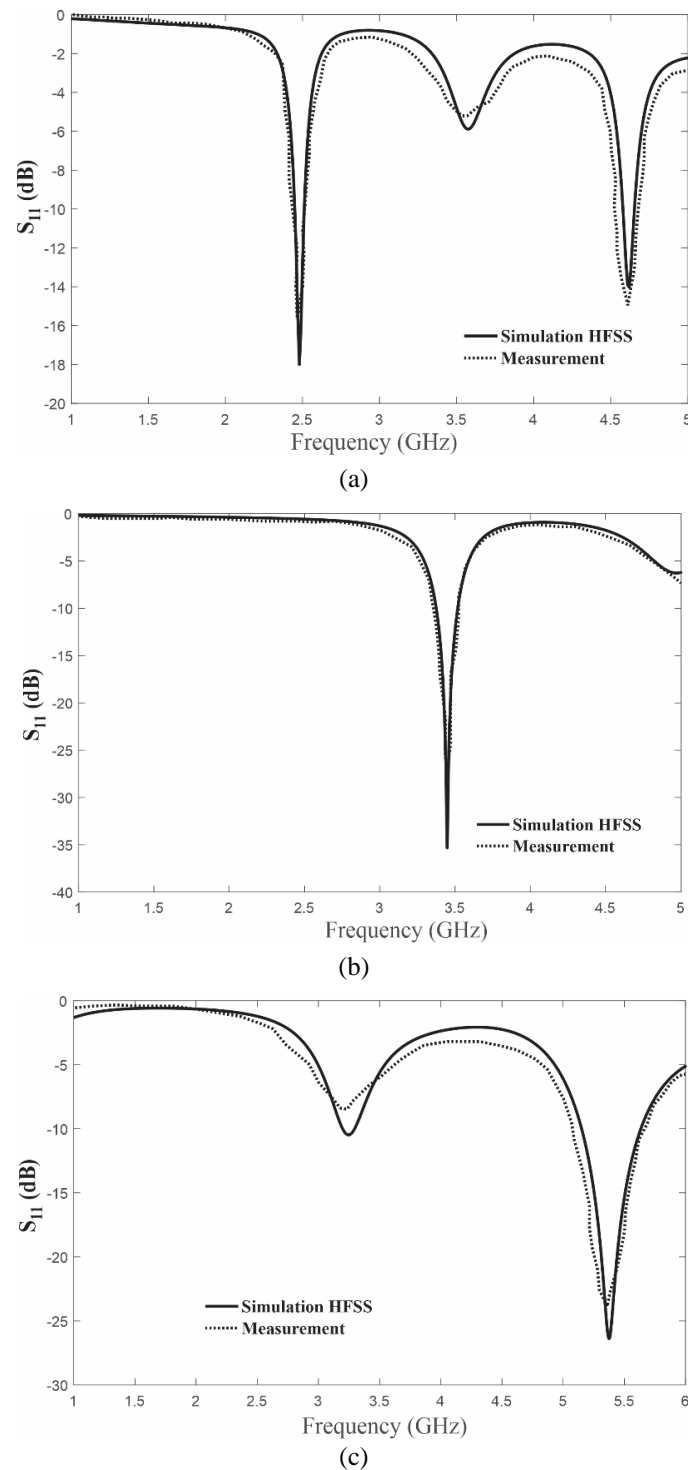 0
-2
-4
-6
-8
-10
-12
-14
-16
-18
-20
S11 (dB)
Simulation HFSS
Measurement
1 1.5 2 2.5 3 3.5 4 4.5 5
Frequency (GHz)
(a)
0
-5
-10
-15
-20
-25
-30
-35
-40
S11 (dB)
Simulation HFSS
Measurement
1 1.5 2 2.5 3 3.5 4 4.5 5
Frequency (GHz)
(b)
0
-5
-10
-15
-20
-25
-30
S11 (dB)
Simulation HFSS
Measurement
1 1.5 2 2.5 3 3.5 4 4.5 5 5.5 6
Frequency (GHz)
(c)